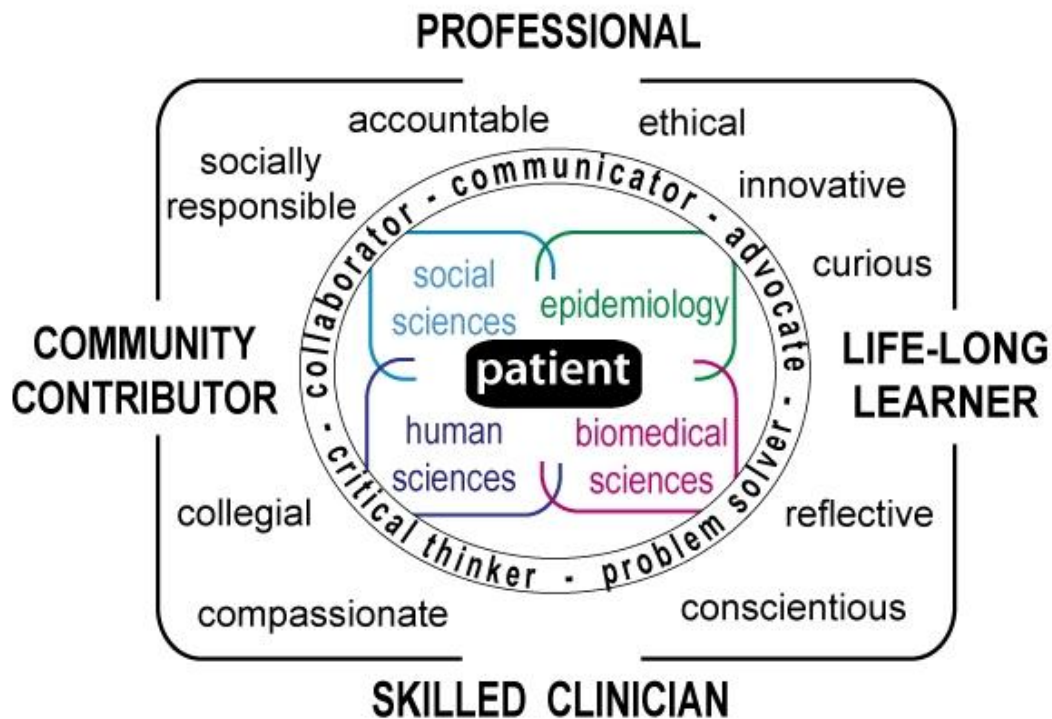 PROFESSIONAL
accountable
ethical
socially
responsible
innovative
curious
collaborator - communicator - advocate -
- critical thinker - problem solver
social
sciences
epidemiology
COMMUNITY
CONTRIBUTOR
patient
LIFE-LONG
LEARNER
human
sciences
biomedical
sciences
collegial
reflective
compassionate
conscientious
SKILLED CLINICIAN